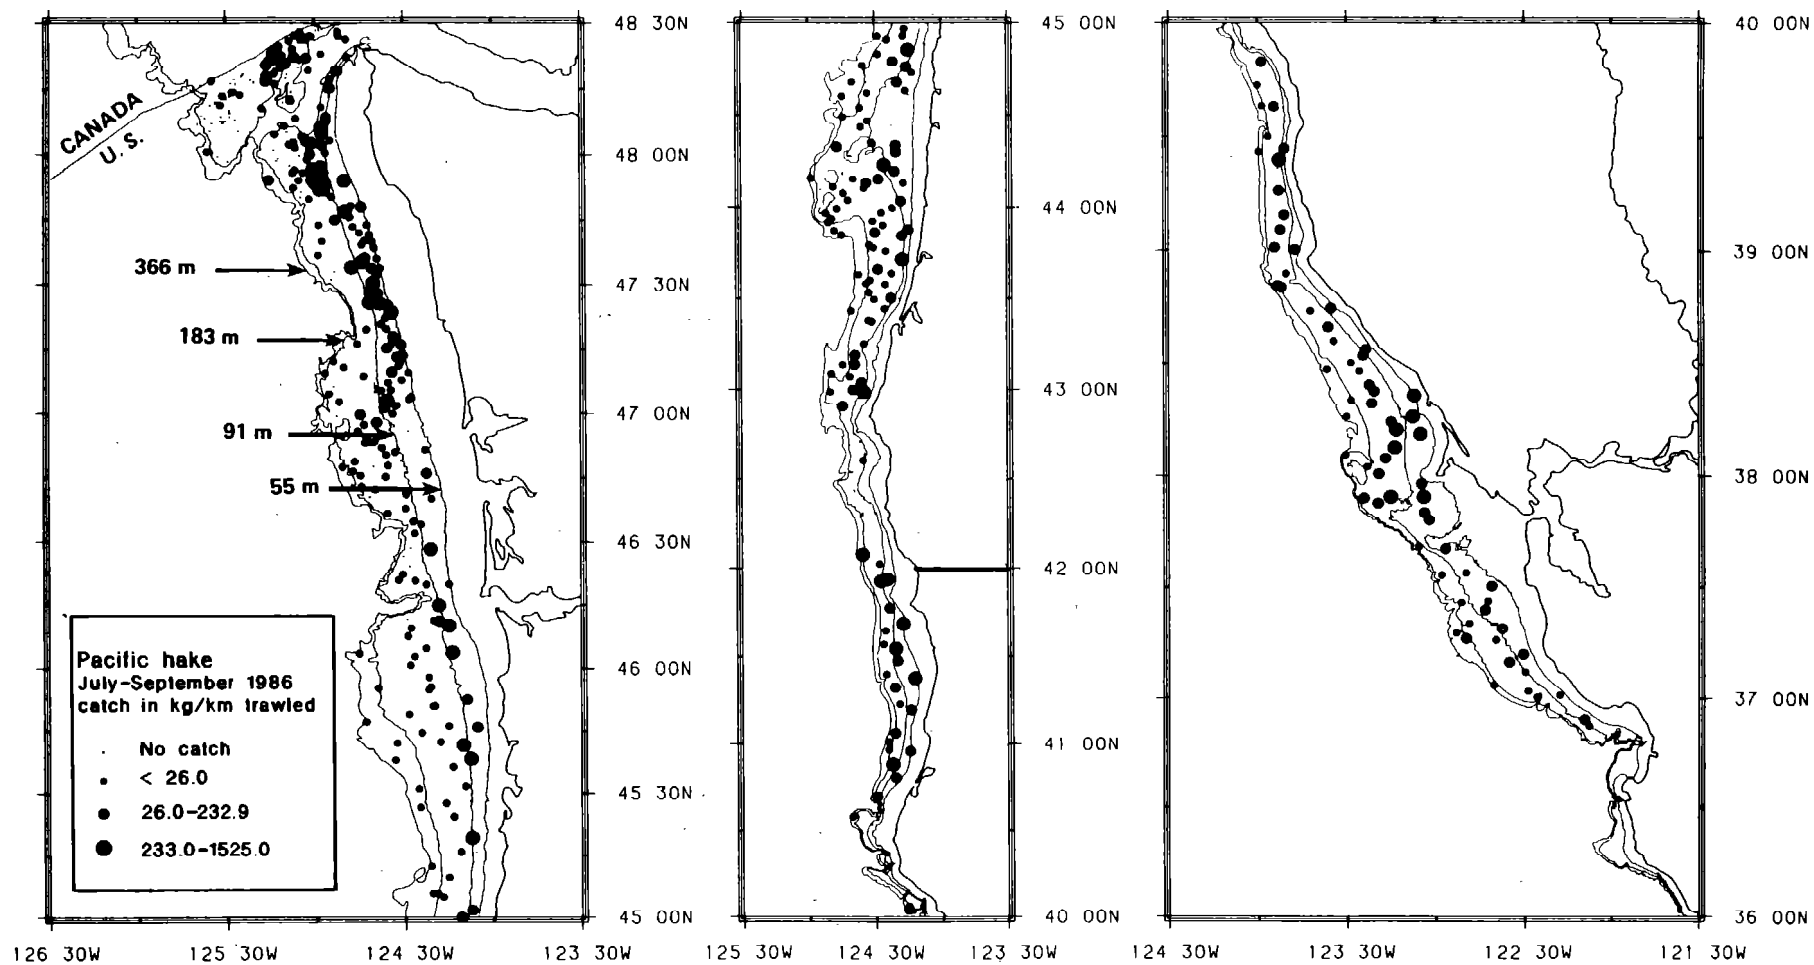 CANADA
U. S.
366 m
183 m
91 m
55 m
Pacific hake
July-September 1986
catch in kg/km trawled
No catch
< 26.0
26.0-232.9
233.0-1525.0
48 30N
48 00N
47 30N
47 00N
46 30N
46 00N
45 30N
45 00N
126 30W
125 30W
124 30W
123 30W
45 00N
44 00N
43 00N
42 00N
41 00N
40 00N
125 30W
124 30W
123 30W
40 00N
39 00N
38 00N
37 00N
36 00N
124 30W
123 30W
122 30W
121 30W